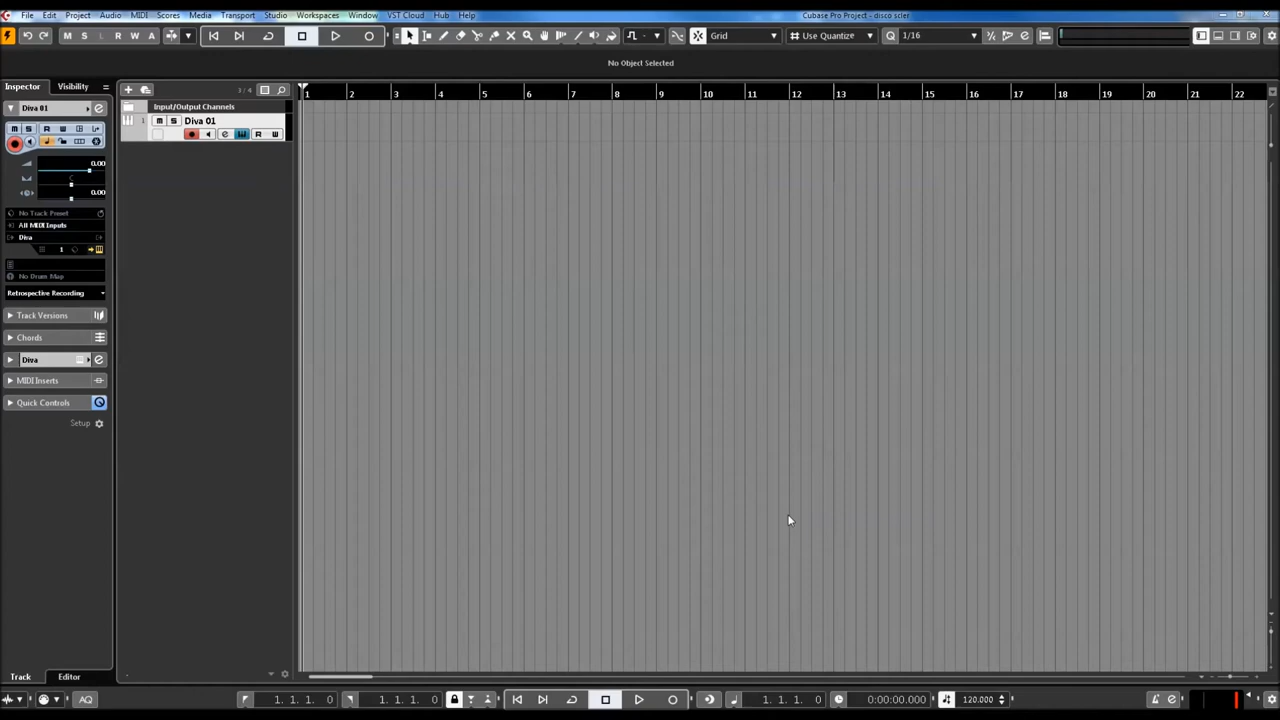 File Edit Project Audio MIDI Scores Media Transport Studio Workspaces Window VST Cloud Hub Help Cubase Pro Project - disco scler
M S L R W A Grid Use Quantize Q 1/16
No Object Selected
Inspector Visibility 3 / 4 1 2 3 4 5 6 7 8 9 10 11 12 13 14 15 16 17 18 19 20 21 22
Diva 01 Input/Output Channels
1 M S Diva 01
M S R W
R W
0.00
C
0.00
No Track Preset
All MIDI Inputs
Diva
1
No Drum Map
Retrospective Recording
Track Versions
Chords
Diva
MIDI Inserts
Quick Controls
Setup
Track Editor
AQ 1. 1. 1. 0 1. 1. 1. 0 1. 1. 1. 0 0:00:00.000 120.000